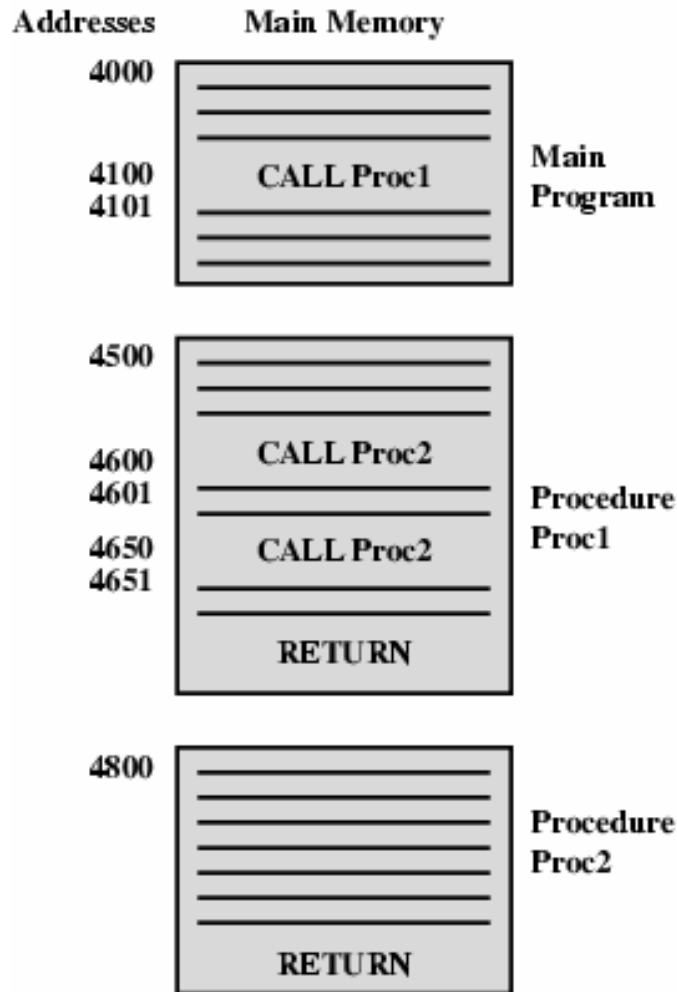 Addresses Main Memory
4000
4100 CALL Proc1
4101
Main
Program
4500
4600 CALL Proc2
4601
4650 CALL Proc2
4651
RETURN
Procedure
Proc1
4800
Procedure
Proc2
RETURN